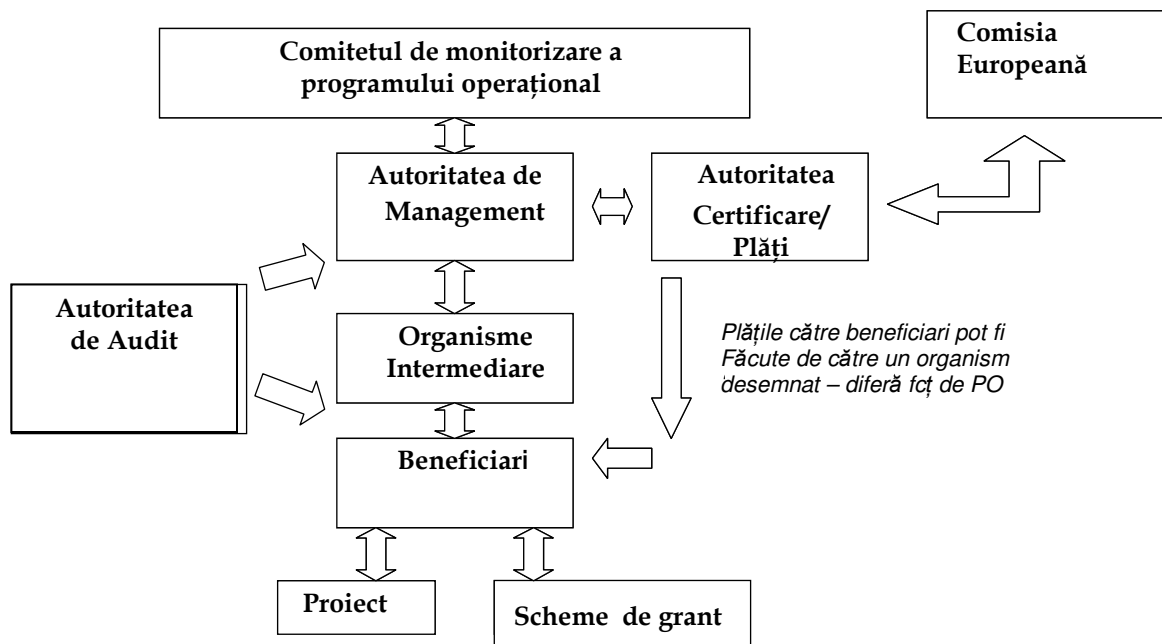 Comitetul de monitorizare a
programului operațional
Comisia
Europeană
Autoritatea de
Management
Autoritatea
Certificare/
Plăți
Autoritatea
de Audit
Organisme
Intermediare
Plățile către beneficiari pot fi
Făcute de către un organism
desemnat – diferă fcț de PO
Beneficiari
Proiect
Scheme de grant